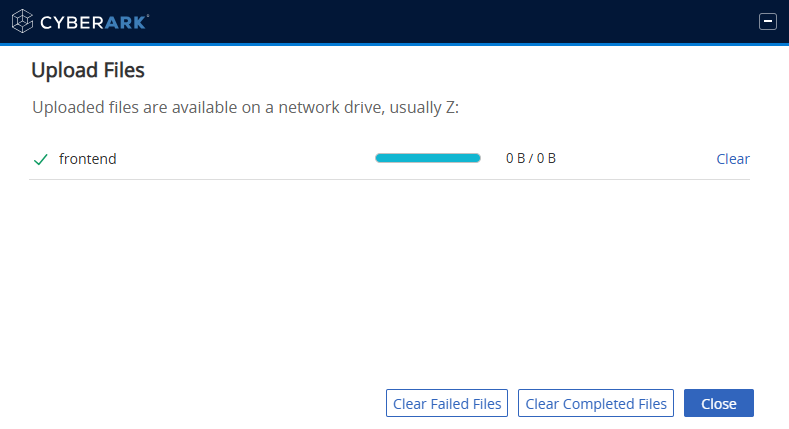 CYBERARK®
Upload Files
Uploaded files are available on a network drive, usually Z:
frontend 0 B / 0 B Clear
Clear Failed Files Clear Completed Files Close